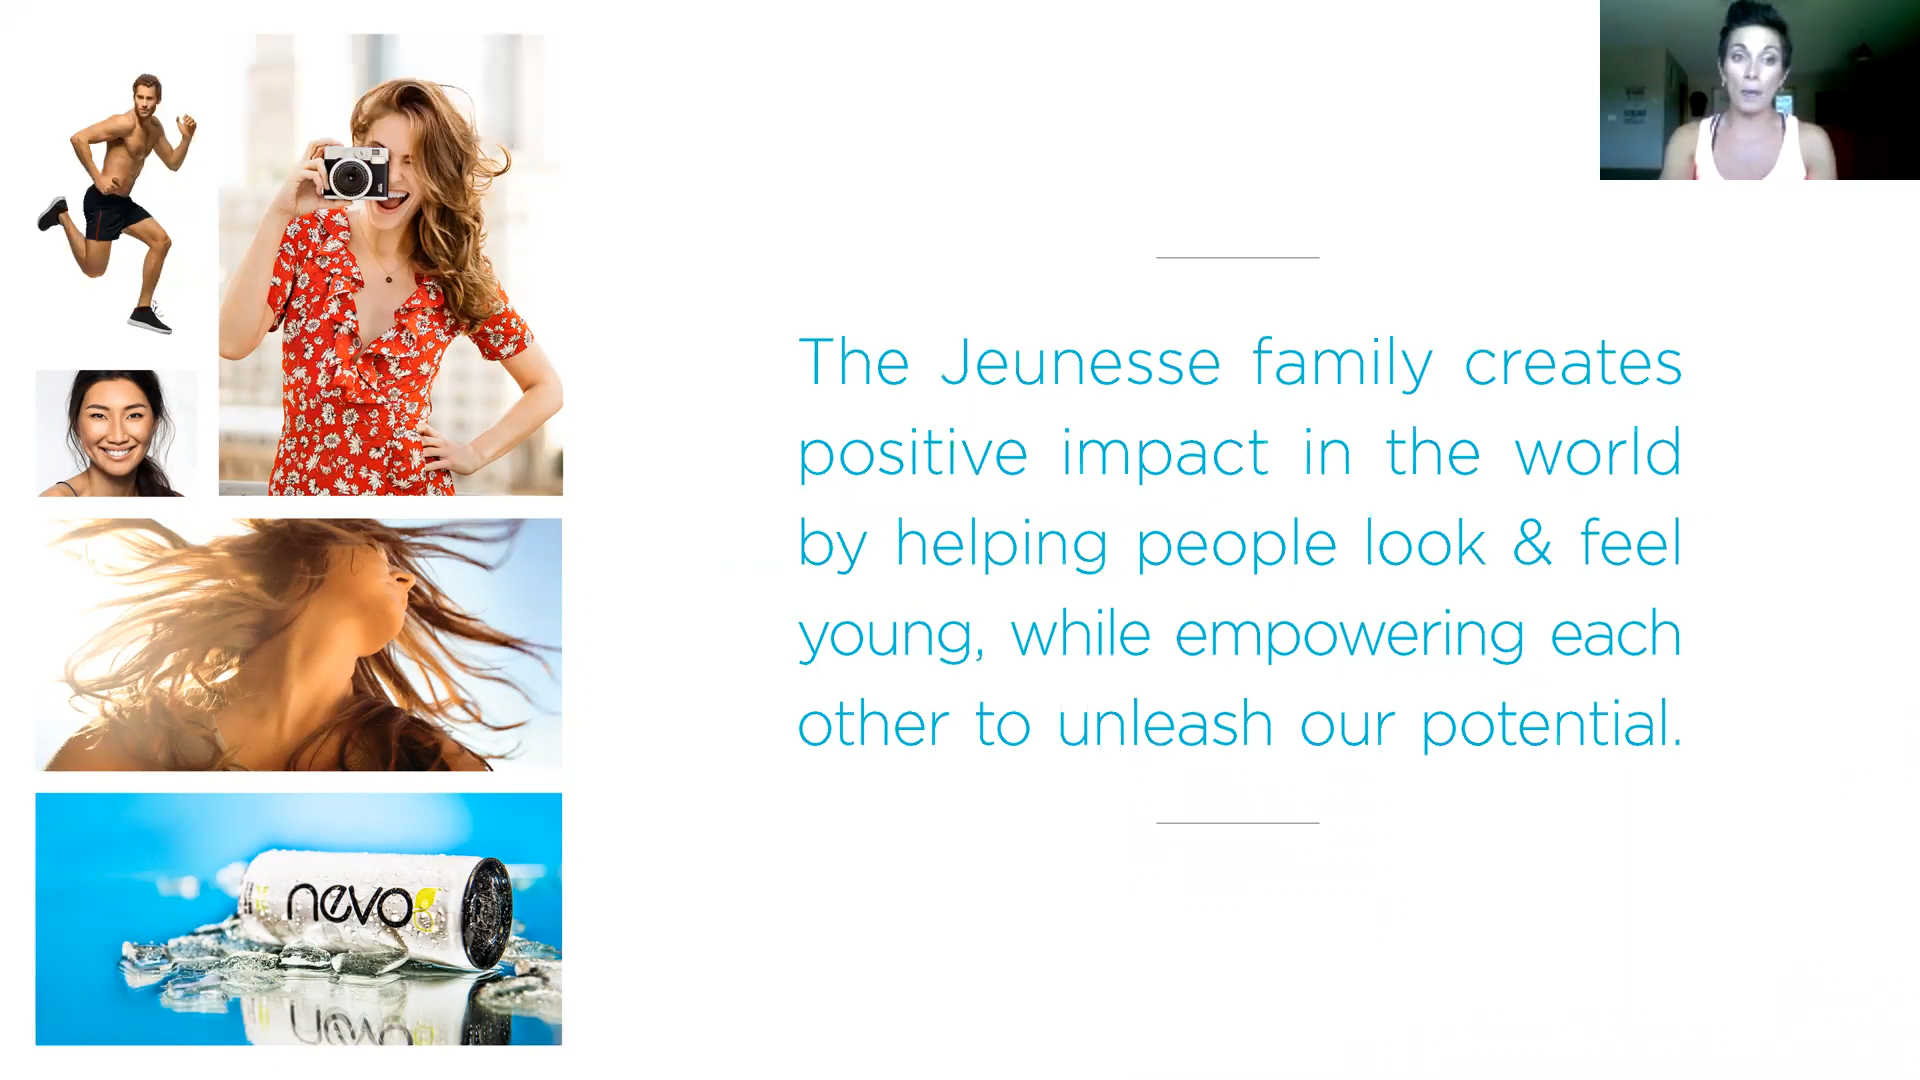 The Jeunesse family creates
positive impact in the world
by helping people look & feel
young, while empowering each
other to unleash our potential.
nevo